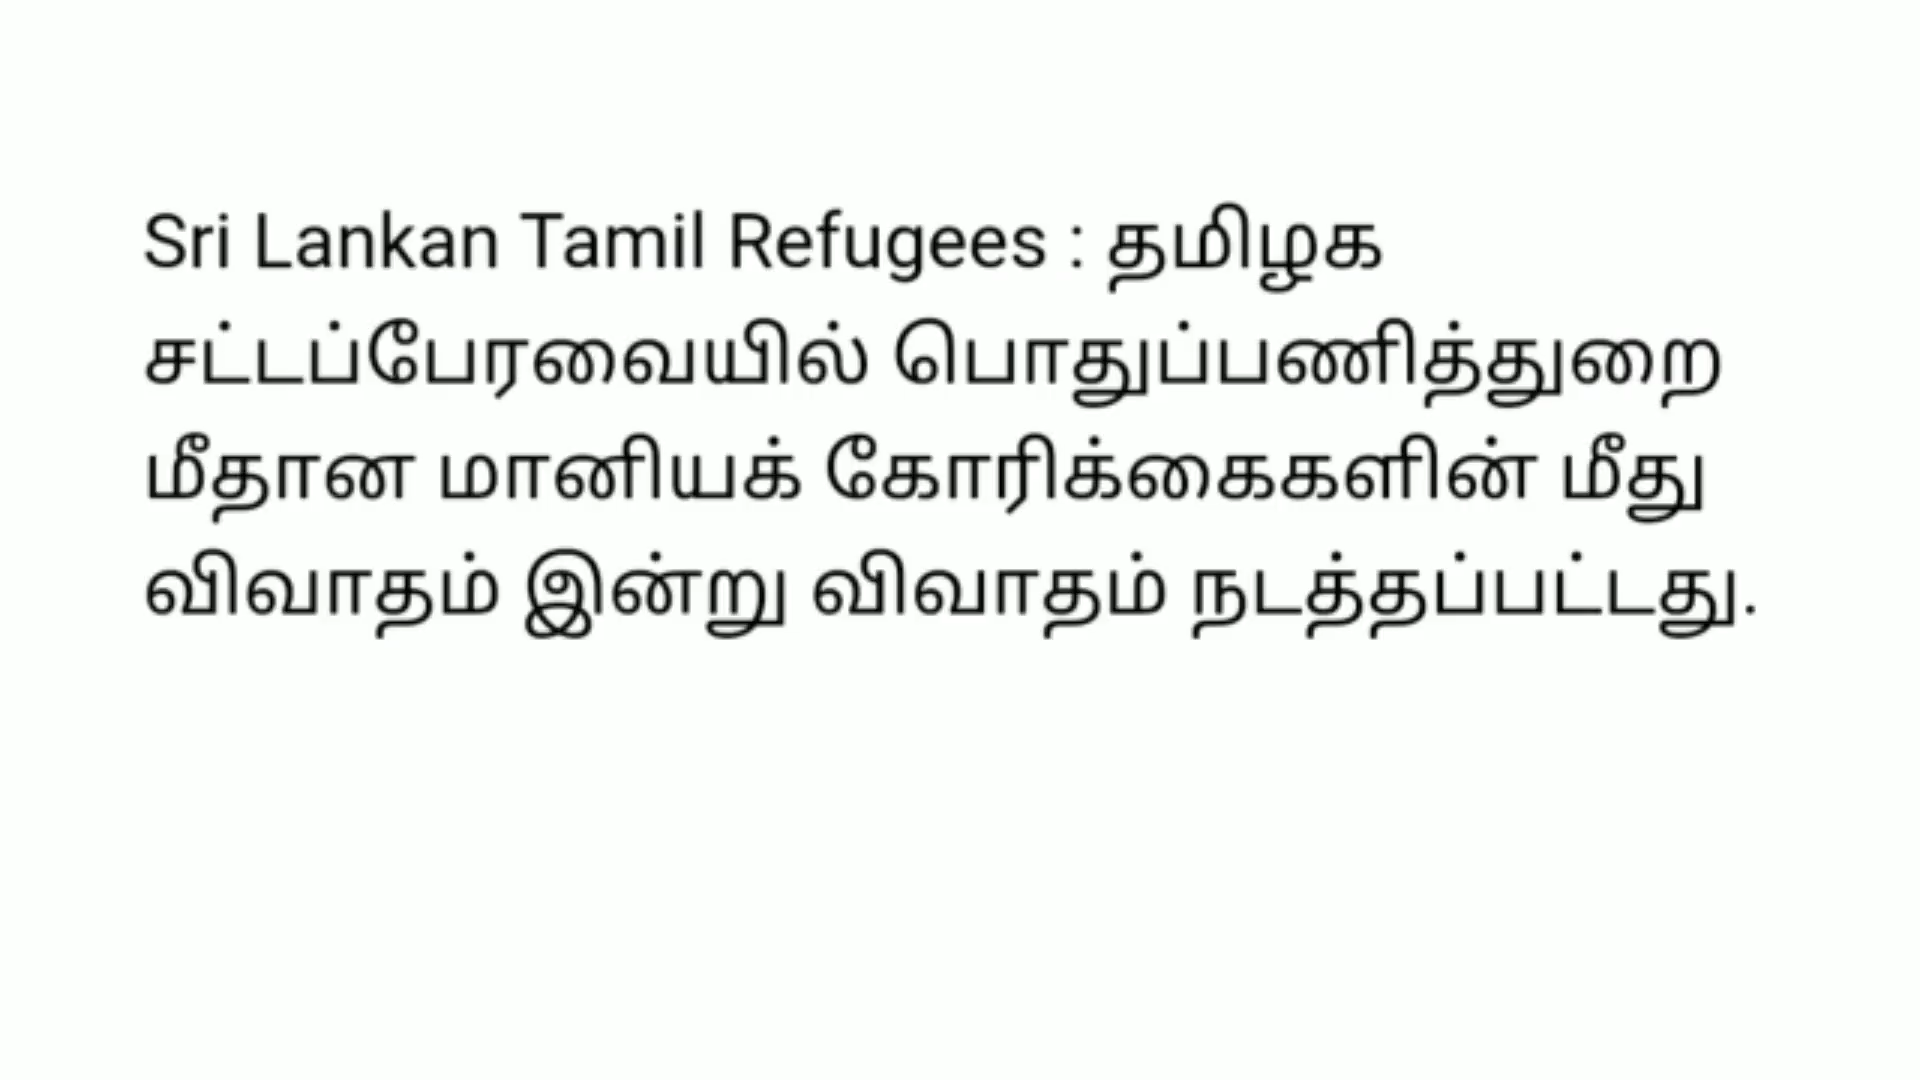 Sri Lankan Tamil Refugees : தமிழக
சட்டப்பேரவையில் பொதுப்பணித்துறை
மீதான மானியக் கோரிக்கைகளின் மீது
விவாதம் இன்று விவாதம் நடத்தப்பட்டது.